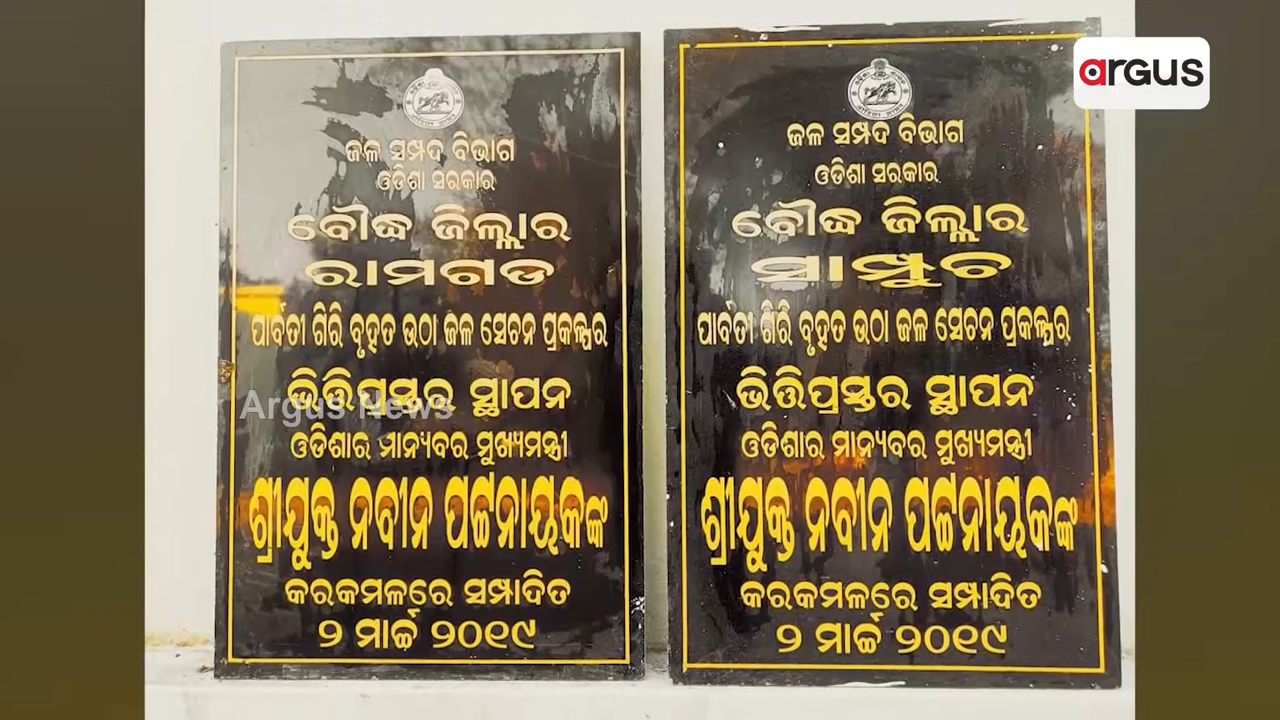 ଜଳ ସମ୍ପଦ ବିଭାଗ
ଓଡିଶା ସରକାର
ବୌଦ୍ଧ ଜିଲ୍ଲାର
ରାମଗଡ
ପାର୍ବତୀ ଗିରି ବୃହତ ଉଠା ଜଳ ସେଚନ ପ୍ରକଳ୍ପର
ଭିତ୍ତିପ୍ରସ୍ତର ସ୍ଥାପନ
ଓଡିଶାର ମାନ୍ୟବର ମୁଖ୍ୟମନ୍ତ୍ରୀ
ଶ୍ରୀଯୁକ୍ତ ନବୀନ ପଟ୍ଟନାୟକଙ୍କ
କରକମଳରେ ସମ୍ପାଦିତ
୨ ମାର୍ଚ୍ଚ ୨୦୧୯
Argus News
argus
ଜଳ ସମ୍ପଦ ବିଭାଗ
ଓଡିଶା ସରକାର
ବୌଦ୍ଧ ଜିଲ୍ଲାର
ସାମ୍ପୁଚ
ପାର୍ବତୀ ଗିରି ବୃହତ ଉଠା ଜଳ ସେଚନ ପ୍ରକଳ୍ପର
ଭିତ୍ତିପ୍ରସ୍ତର ସ୍ଥାପନ
ଓଡିଶାର ମାନ୍ୟବର ମୁଖ୍ୟମନ୍ତ୍ରୀ
ଶ୍ରୀଯୁକ୍ତ ନବୀନ ପଟ୍ଟନାୟକଙ୍କ
କରକମଳରେ ସମ୍ପାଦିତ
୨ ମାର୍ଚ୍ଚ ୨୦୧୯